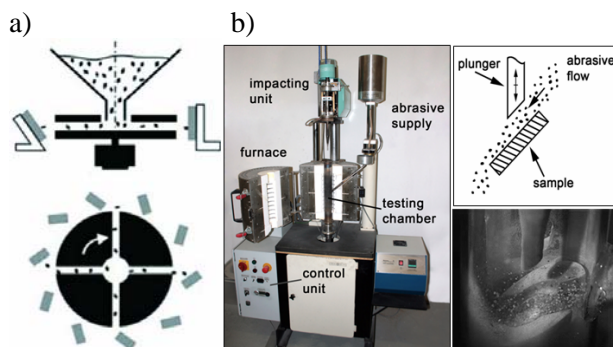 a)
b)
impacting
unit
abrasive
supply
furnace
testing
chamber
control
unit
plunger
abrasive
flow
sample